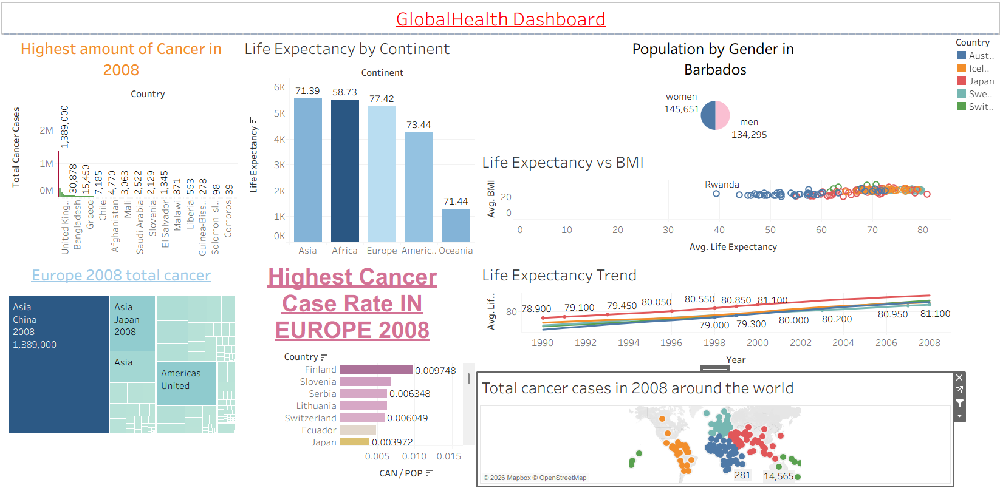 GlobalHealth Dashboard
Highest amount of Cancer in
2008
Country
Total Cancer Cases
2M
1M
0M
1,389,000
30,878
15,450
7,185
4,770
3,063
2,522
2,129
1,345
871
553
278
98
39
United King..
Bangladesh
Greece
Chile
Afghanistan
Mali
Saudi Arabia
Slovenia
El Salvador
Malawi
Liberia
Guinea-Biss..
Solomon Isl..
Comoros
Life Expectancy by Continent
Continent
Life Expectancy
6K
5K
4K
3K
2K
1K
0K
71.39
58.73
77.42
73.44
71.44
Asia
Africa
Europe
Americ..
Oceania
Population by Gender in
Barbados
women
145,651
men
134,295
Country
Aust..
Icel..
Japan
Swe..
Swit..
Life Expectancy vs BMI
Avg. BMI
20
0
Rwanda
0 10 20 30 40 50 60 70 80
Avg. Life Expectancy
Europe 2008 total cancer
Asia
China
2008
1,389,000
Asia
Japan
2008
Asia
Americas
United
Highest Cancer
Case Rate IN
EUROPE 2008
Country
Finland 0.009748
Slovenia
Serbia 0.006348
Lithuania
Switzerland 0.006049
Ecuador
Japan 0.003972
0.005 0.010 0.015
CAN / POP
Life Expectancy Trend
Avg. Lif..
80
78.900
79.100
79.450
80.050
80.550
80.850
81.100
79.000
79.300
80.000
80.200
80.950
81.100
1990 1992 1994 1996 1998 2000 2002 2004 2006 2008
Year
Total cancer cases in 2008 around the world
281
14,565
© 2026 Mapbox © OpenStreetMap